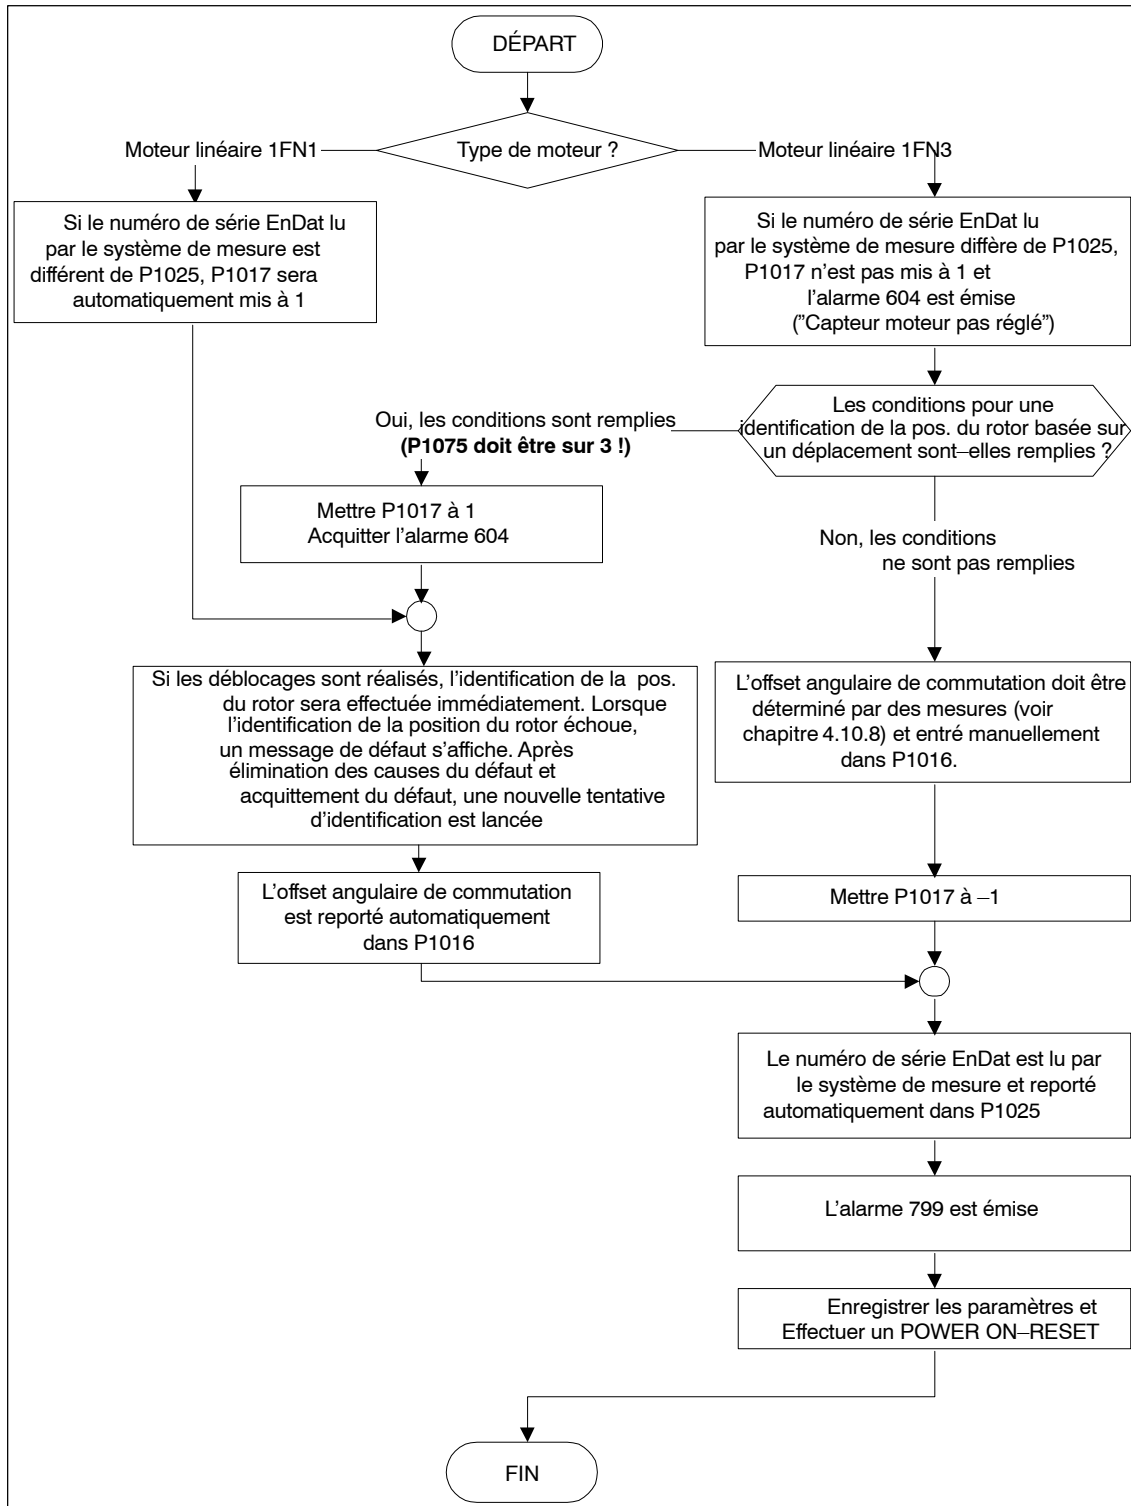 DÉPART
Type de moteur ?
Moteur linéaire 1FN1
Moteur linéaire 1FN3
Si le numéro de série EnDat lu
par le système de mesure est
différent de P1025, P1017 sera
automatiquement mis à 1
Si le numéro de série EnDat lu
par le système de mesure diffère de P1025,
P1017 n’est pas mis à 1 et
l’alarme 604 est émise
(”Capteur moteur pas réglé”)
Les conditions pour une
identification de la pos. du rotor basée sur
un déplacement sont–elles remplies ?
Oui, les conditions sont remplies
(P1075 doit être sur 3 !)
Mettre P1017 à 1
Acquitter l’alarme 604
Non, les conditions
ne sont pas remplies
Si les déblocages sont réalisés, l’identification de la pos.
du rotor sera effectuée immédiatement. Lorsque
l’identification de la position du rotor échoue,
un message de défaut s’affiche. Après
élimination des causes du défaut et
acquittement du défaut, une nouvelle tentative
d’identification est lancée
L’offset angulaire de commutation doit être
déterminé par des mesures (voir
chapitre 4.10.8) et entré manuellement
dans P1016.
L’offset angulaire de commutation
est reporté automatiquement
dans P1016
Mettre P1017 à –1
Le numéro de série EnDat est lu par
le système de mesure et reporté
automatiquement dans P1025
L’alarme 799 est émise
Enregistrer les paramètres et
Effectuer un POWER ON–RESET
FIN